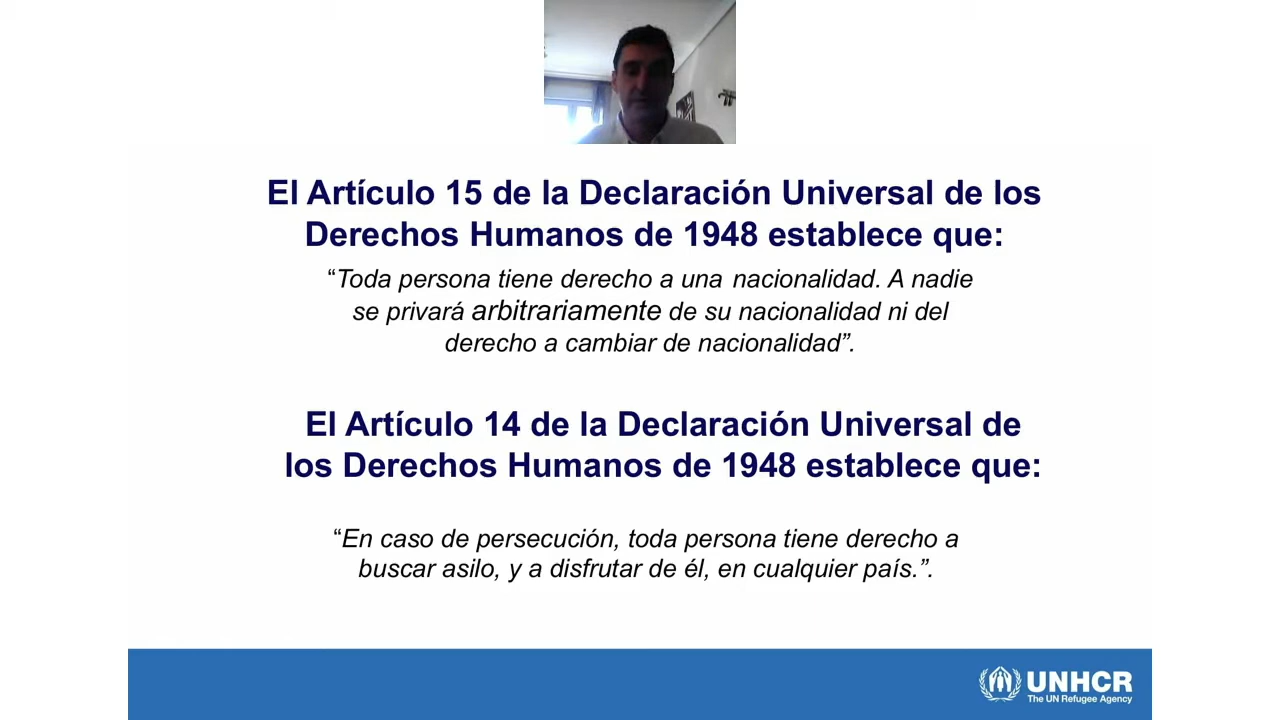 El Artículo 15 de la Declaración Universal de los
Derechos Humanos de 1948 establece que:
“Toda persona tiene derecho a una nacionalidad. A nadie
se privará arbitrariamente de su nacionalidad ni del
derecho a cambiar de nacionalidad”.
El Artículo 14 de la Declaración Universal de
los Derechos Humanos de 1948 establece que:
“En caso de persecución, toda persona tiene derecho a
buscar asilo, y a disfrutar de él, en cualquier país.”.
UNHCR
The UN Refugee Agency